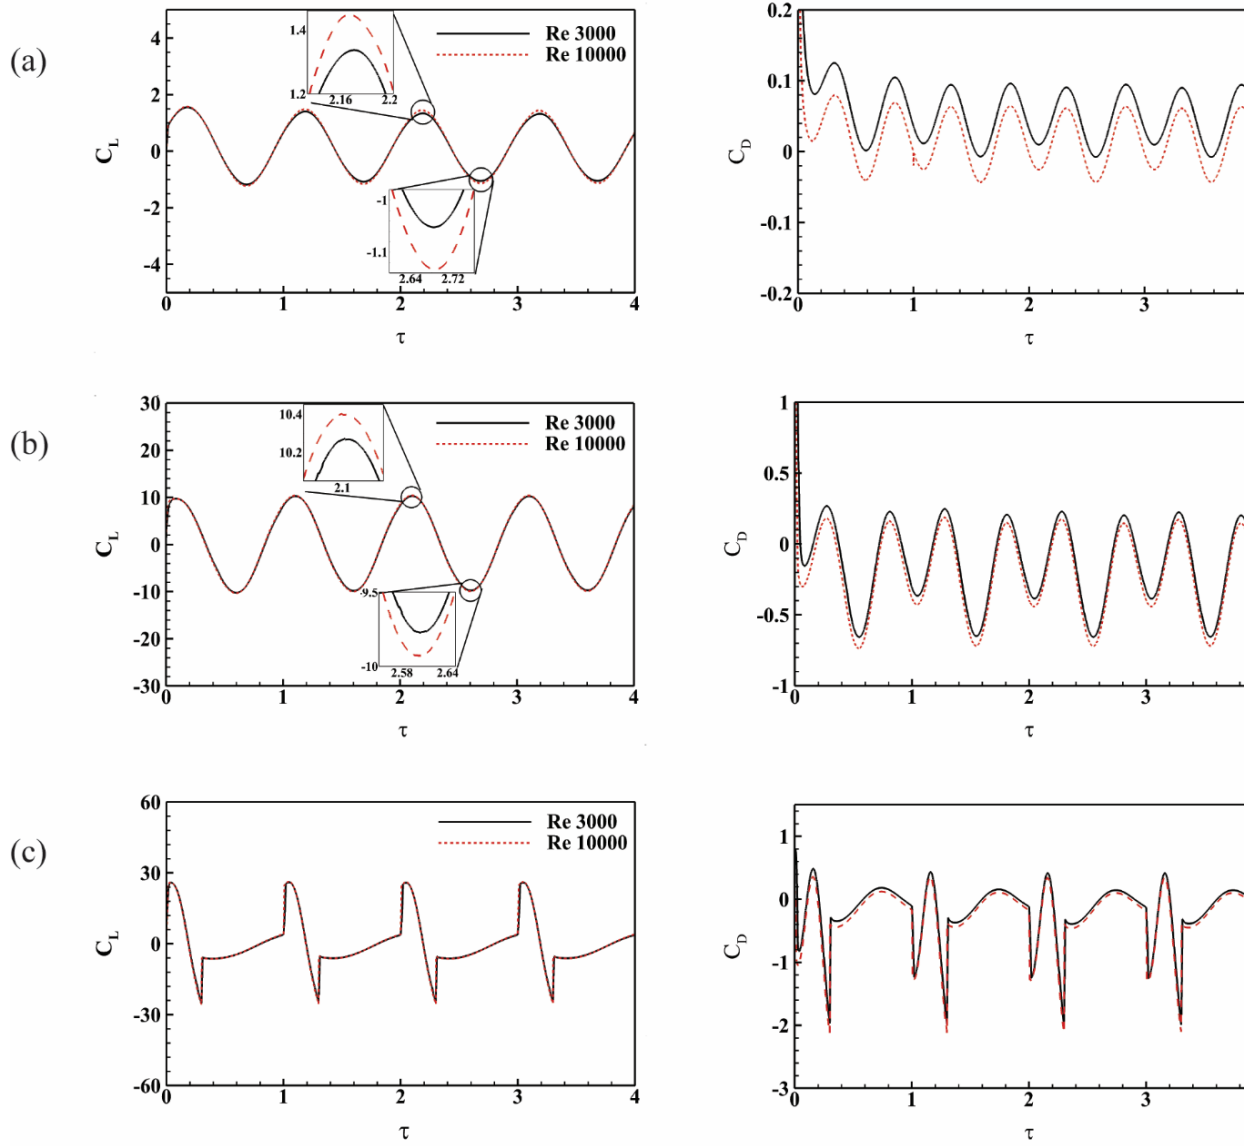 (a)
5
4
2
0
-2
-4
-5
C_L
1.4
1.2
2.16 2.2
Re 3000
Re 10000
-1
-1.1
2.64 2.72
0 1 2 3 4
τ
0.2
0.1
0
-0.1
-0.2
C_D
0 1 2 3
τ
(b)
30
20
10
0
-10
-20
-30
C_L
10.4
10.2
2.1
Re 3000
Re 10000
-9.5
-10
2.58 2.64
0 1 2 3 4
τ
1
0.5
0
-0.5
-1
C_D
0 1 2 3
τ
(c)
60
30
0
-30
-60
C_L
Re 3000
Re 10000
0 1 2 3 4
τ
1
0
-1
-2
-3
C_D
0 1 2 3
τ